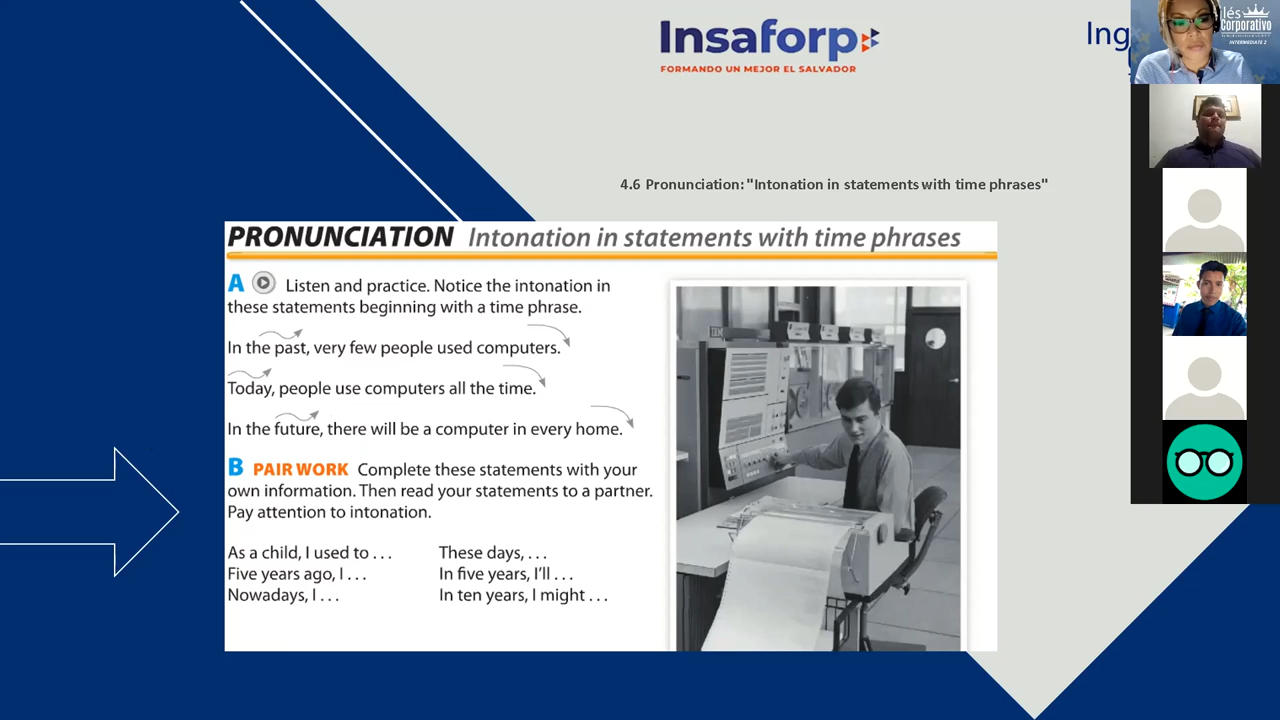 Insaforp
FORMANDO UN MEJOR EL SALVADOR
Ing
lés
Corporativo
INTERMEDIATE 2
4.6 Pronunciation: "Intonation in statements with time phrases"
PRONUNCIATION Intonation in statements with time phrases
A Listen and practice. Notice the intonation in
these statements beginning with a time phrase.
In the past, very few people used computers.
Today, people use computers all the time.
In the future, there will be a computer in every home.
B PAIR WORK Complete these statements with your
own information. Then read your statements to a partner.
Pay attention to intonation.
As a child, I used to . . .
Five years ago, I . . .
Nowadays, I . . .
These days, . . .
In five years, I'll . . .
In ten years, I might . . .